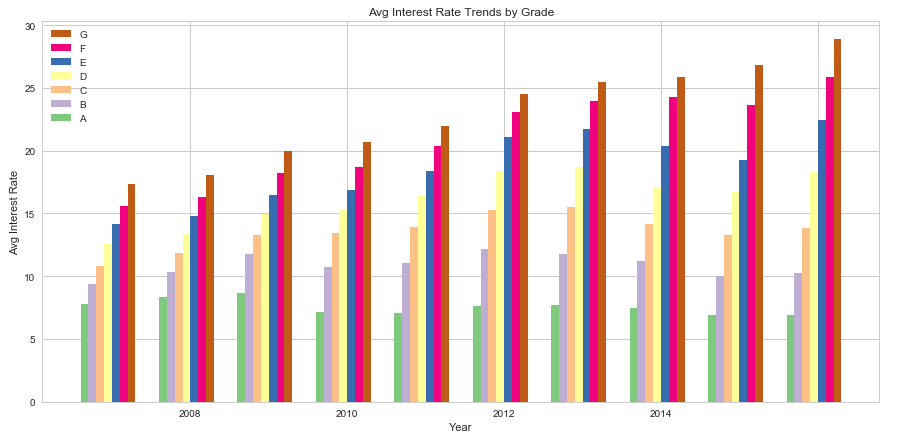 Avg Interest Rate Trends by Grade
30
25
20
15
10
5
0
Avg Interest Rate
G
F
E
D
C
B
A
2008
2010
2012
2014
Year